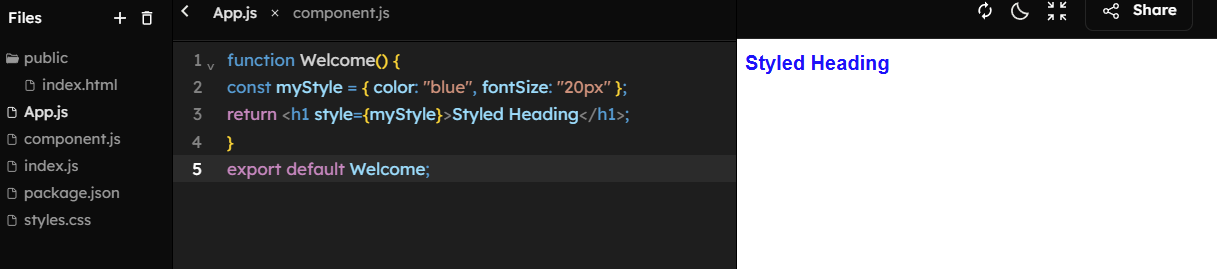 Files
public
index.html
App.js
component.js
index.js
package.json
styles.css
App.js × component.js
1 function Welcome() {
2 const myStyle = { color: "blue", fontSize: "20px" };
3 return <h1 style={myStyle}>Styled Heading</h1>;
4 }
5 export default Welcome;
Share
Styled Heading